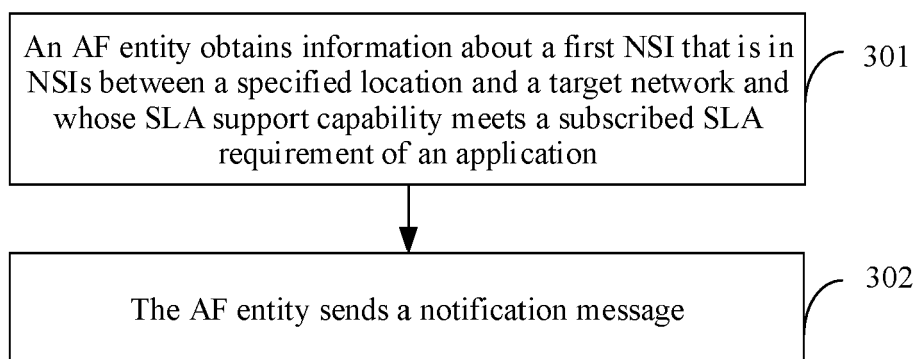 An AF entity obtains information about a first NSI that is in
NSIs between a specified location and a target network and
whose SLA support capability meets a subscribed SLA
requirement of an application
301
The AF entity sends a notification message
302